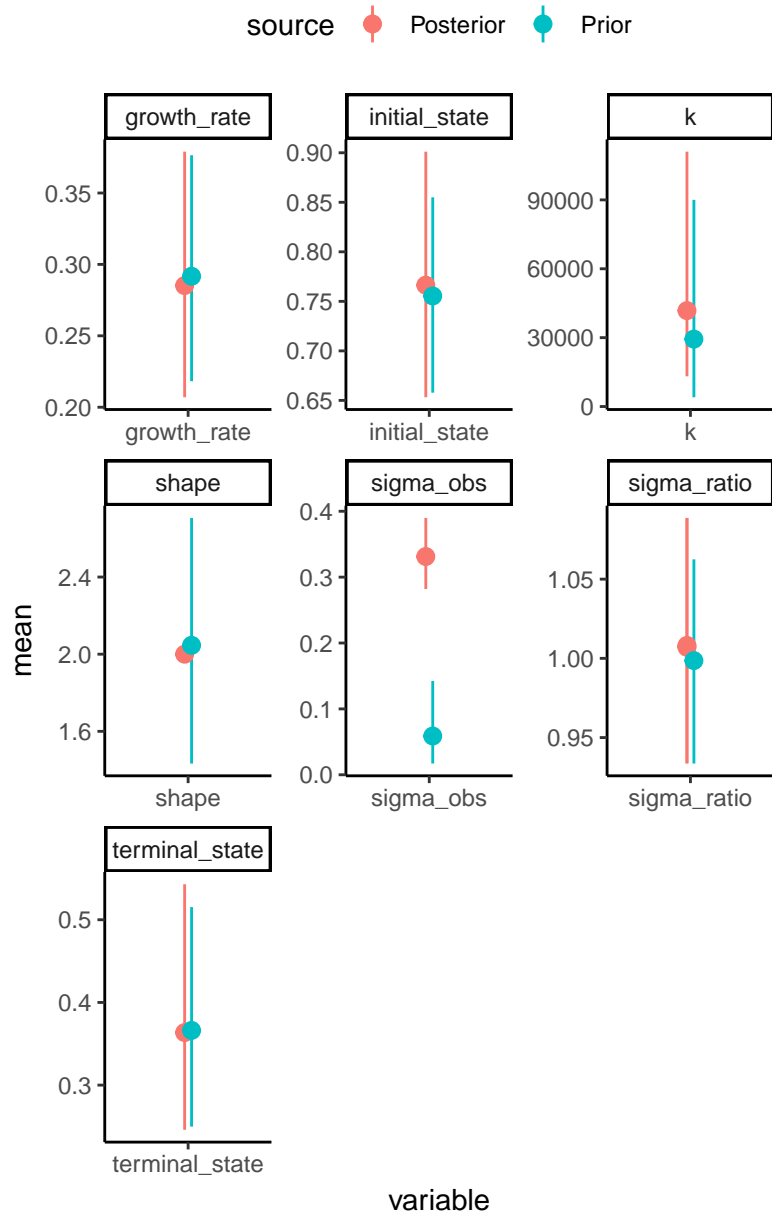 source Posterior Prior
growth_rate initial_state k
0.35
0.30
0.25
0.20
growth_rate
0.90
0.85
0.80
0.75
0.70
0.65
initial_state
90000
60000
30000
0
k
shape sigma_obs sigma_ratio
2.4
2.0
1.6
shape
0.4
0.3
0.2
0.1
0.0
sigma_obs
1.05
1.00
0.95
sigma_ratio
mean
terminal_state
0.5
0.4
0.3
terminal_state
variable